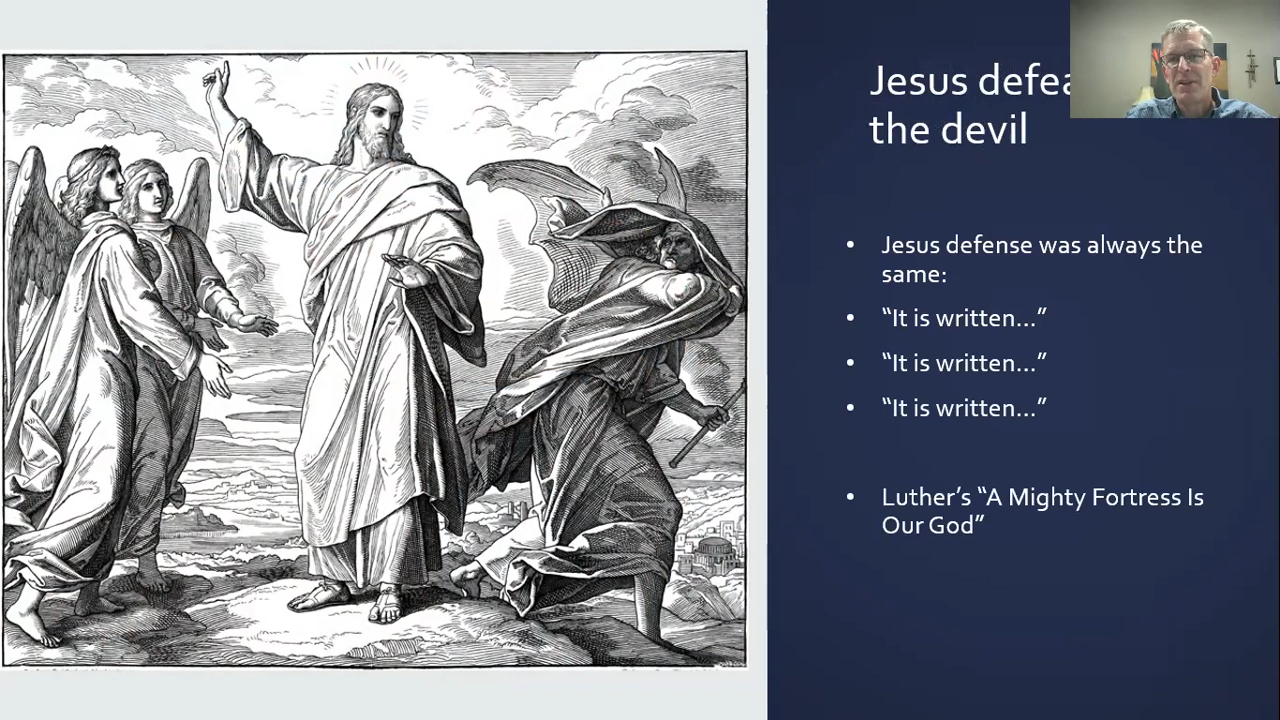 Jesus
the devil
• Jesus defense was always the
same:
• “It is written...”
• “It is written...”
• “It is written...”
• Luther’s “A Mighty Fortress Is
Our God”